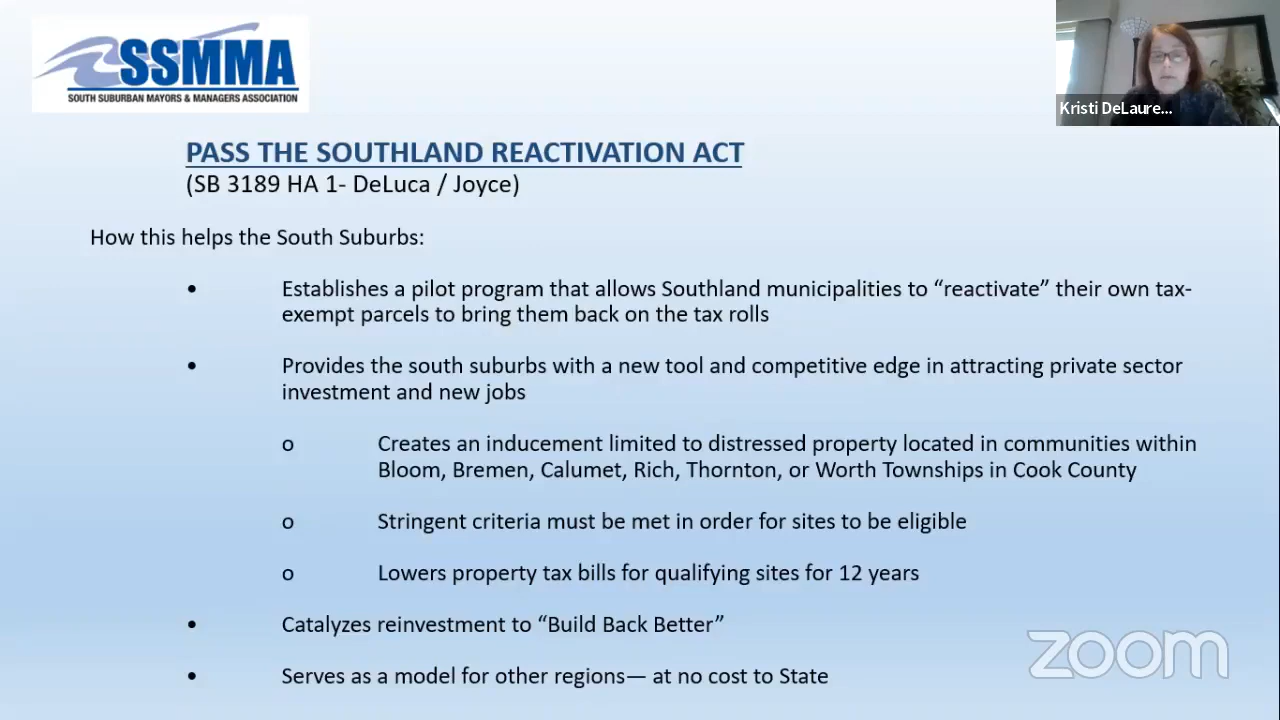 SSMMA
SOUTH SUBURBAN MAYORS & MANAGERS ASSOCIATION
Kristi DeLaure...
PASS THE SOUTHLAND REACTIVATION ACT
(SB 3189 HA 1- DeLuca / Joyce)
How this helps the South Suburbs:
• Establishes a pilot program that allows Southland municipalities to “reactivate” their own tax-
exempt parcels to bring them back on the tax rolls
• Provides the south suburbs with a new tool and competitive edge in attracting private sector
investment and new jobs
o Creates an inducement limited to distressed property located in communities within
Bloom, Bremen, Calumet, Rich, Thornton, or Worth Townships in Cook County
o Stringent criteria must be met in order for sites to be eligible
o Lowers property tax bills for qualifying sites for 12 years
• Catalyzes reinvestment to “Build Back Better”
• Serves as a model for other regions— at no cost to State
zoom